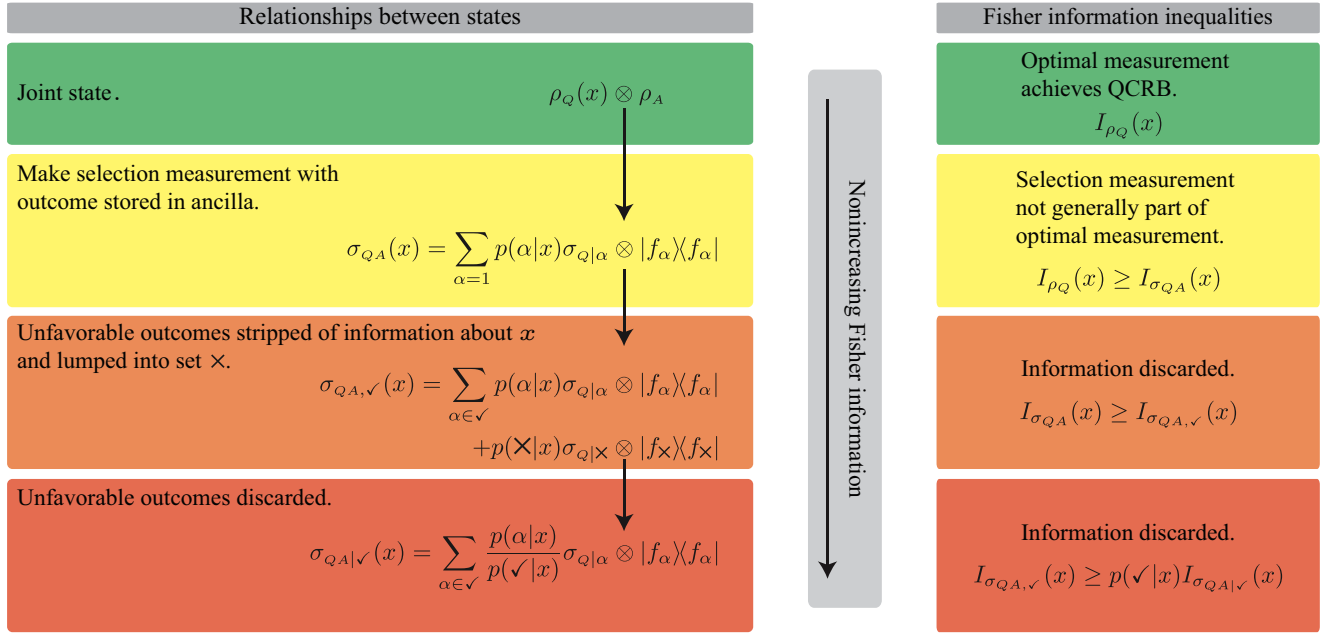 Relationships between states
Joint state.
ρ_Q(x) ⊗ ρ_A
Make selection measurement with
outcome stored in ancilla.
σ_{QA}(x) = ∑_{α=1} p(α|x)σ_{Q|α} ⊗ |f_α⟩⟨f_α|
Unfavorable outcomes stripped of information about x
and lumped into set ×.
σ_{QA,✓}(x) = ∑_{α∈✓} p(α|x)σ_{Q|α} ⊗ |f_α⟩⟨f_α|
+p(×|x)σ_{Q|×} ⊗ |f_×⟩⟨f_×|
Unfavorable outcomes discarded.
σ_{QA|✓}(x) = ∑_{α∈✓} \frac{p(α|x)}{p(✓|x)} σ_{Q|α} ⊗ |f_α⟩⟨f_α|
Nonincreasing Fisher information
Fisher information inequalities
Optimal measurement
achieves QCRB.
I_{ρ_Q}(x)
Selection measurement
not generally part of
optimal measurement.
I_{ρ_Q}(x) ≥ I_{σ_{QA}}(x)
Information discarded.
I_{σ_{QA}}(x) ≥ I_{σ_{QA,✓}}(x)
Information discarded.
I_{σ_{QA,✓}}(x) ≥ p(✓|x)I_{σ_{QA|✓}}(x)